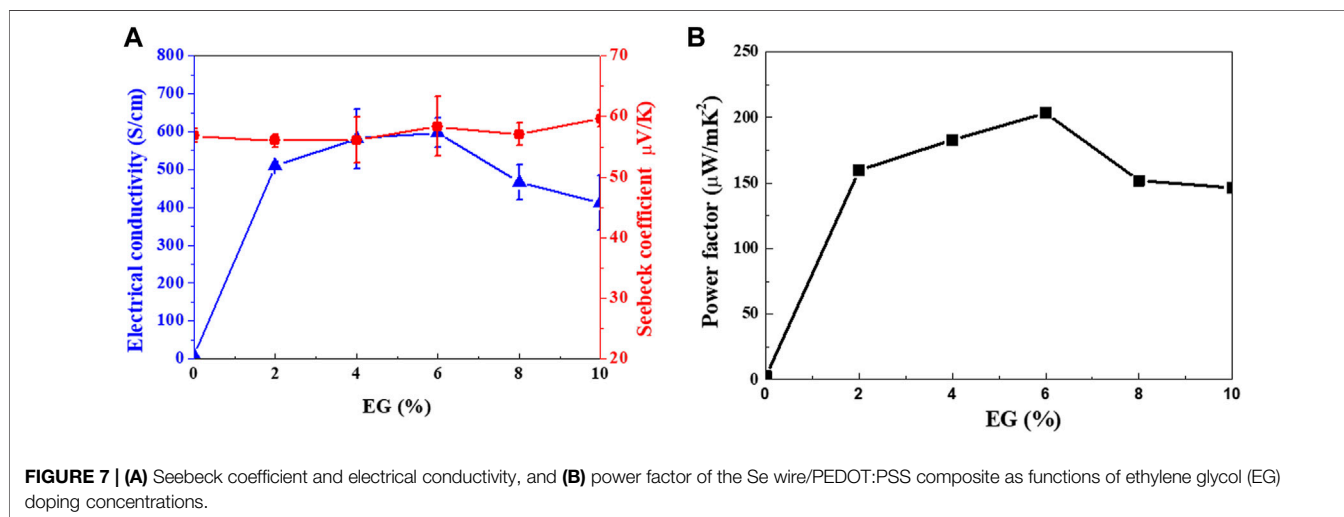 A
800
700
600
500
400
300
200
100
0
Electrical conductivity (S/cm)
0 2 4 6 8 10
EG (%)
70
60
50
40
30
20
Seebeck coefficient μV/K)
B
250
200
150
100
50
0
Power factor (μW/mK²)
0 2 4 6 8 10
EG (%)
FIGURE 7 | (A) Seebeck coefficient and electrical conductivity, and (B) power factor of the Se wire/PEDOT:PSS composite as functions of ethylene glycol (EG)
doping concentrations.